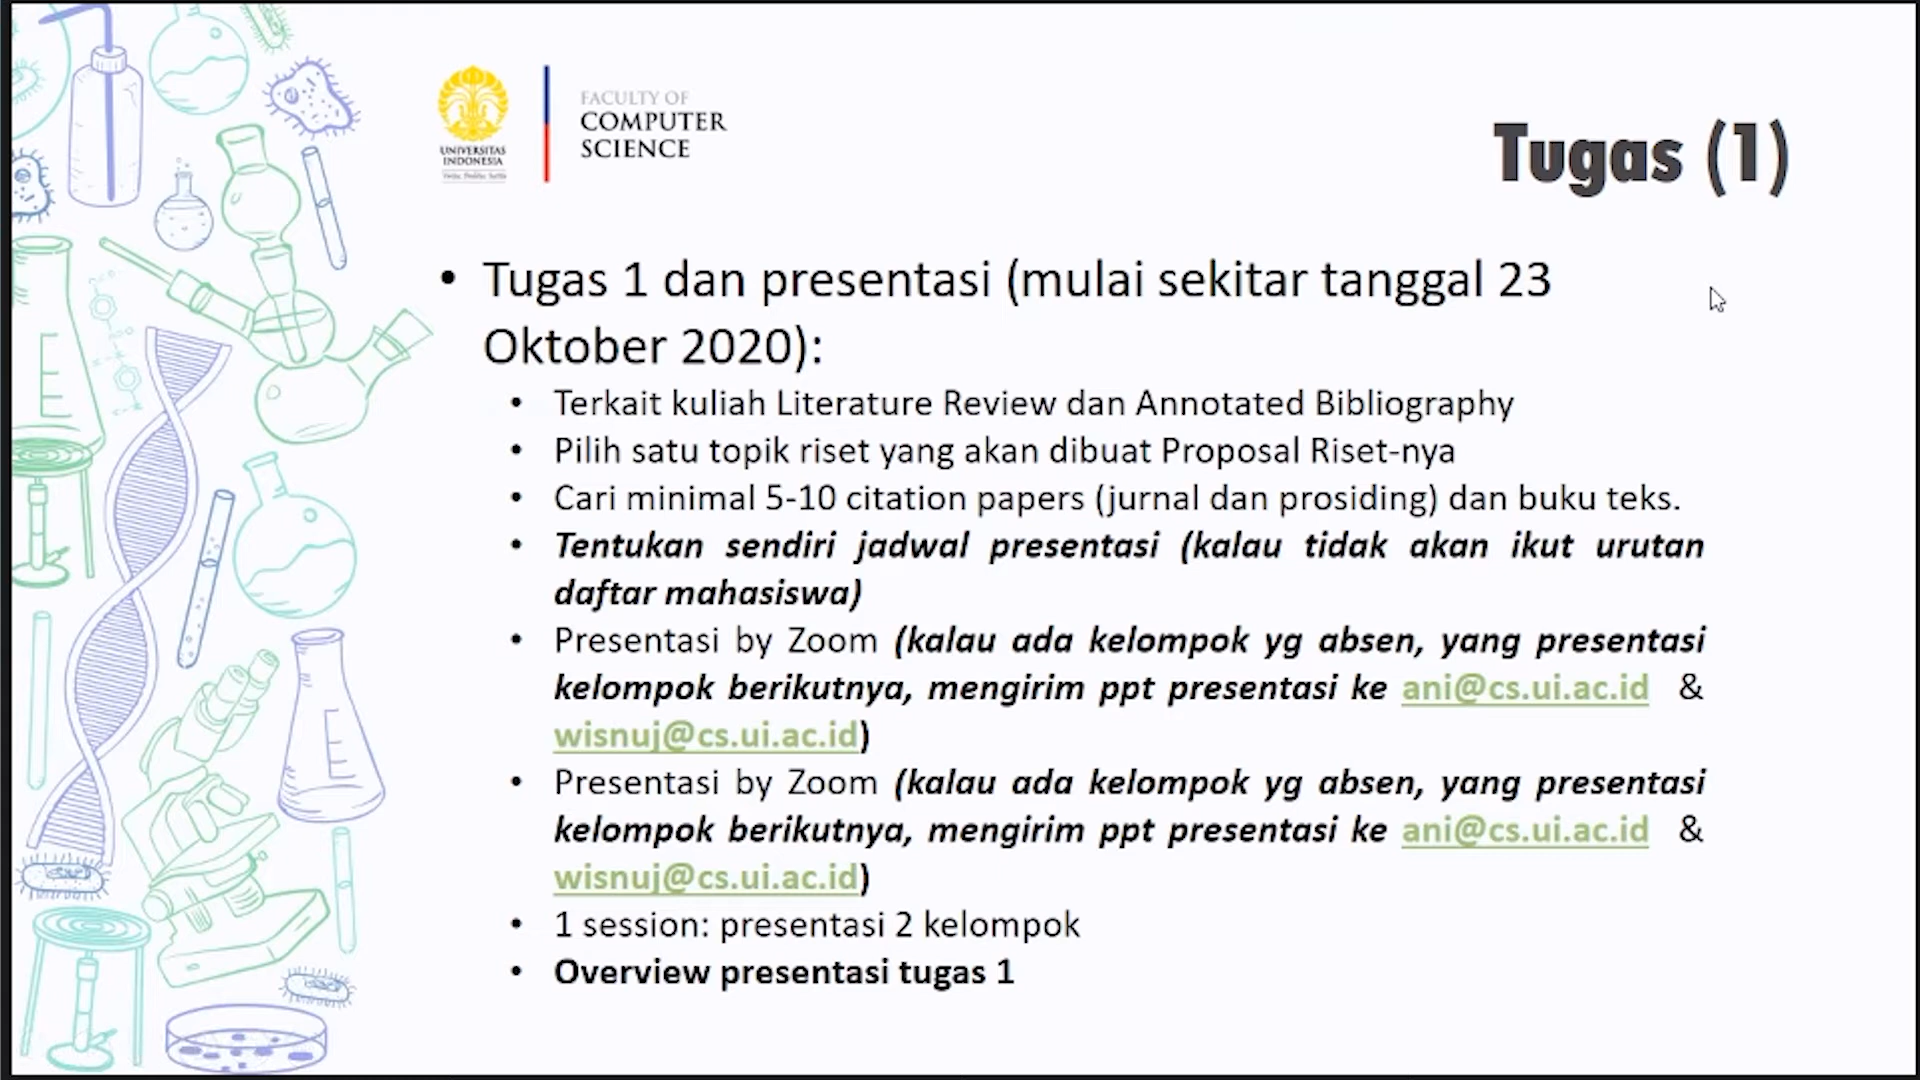 UNIVERSITAS
INDONESIA
FACULTY OF
COMPUTER
SCIENCE
Tugas (1)
• Tugas 1 dan presentasi (mulai sekitar tanggal 23
Oktober 2020):
• Terkait kuliah Literature Review dan Annotated Bibliography
• Pilih satu topik riset yang akan dibuat Proposal Riset-nya
• Cari minimal 5-10 citation papers (jurnal dan prosiding) dan buku teks.
• Tentukan sendiri jadwal presentasi (kalau tidak akan ikut urutan
daftar mahasiswa)
• Presentasi by Zoom (kalau ada kelompok yg absen, yang presentasi
kelompok berikutnya, mengirim ppt presentasi ke ani@cs.ui.ac.id &
wisnuj@cs.ui.ac.id)
• Presentasi by Zoom (kalau ada kelompok yg absen, yang presentasi
kelompok berikutnya, mengirim ppt presentasi ke ani@cs.ui.ac.id &
wisnuj@cs.ui.ac.id)
• 1 session: presentasi 2 kelompok
• Overview presentasi tugas 1